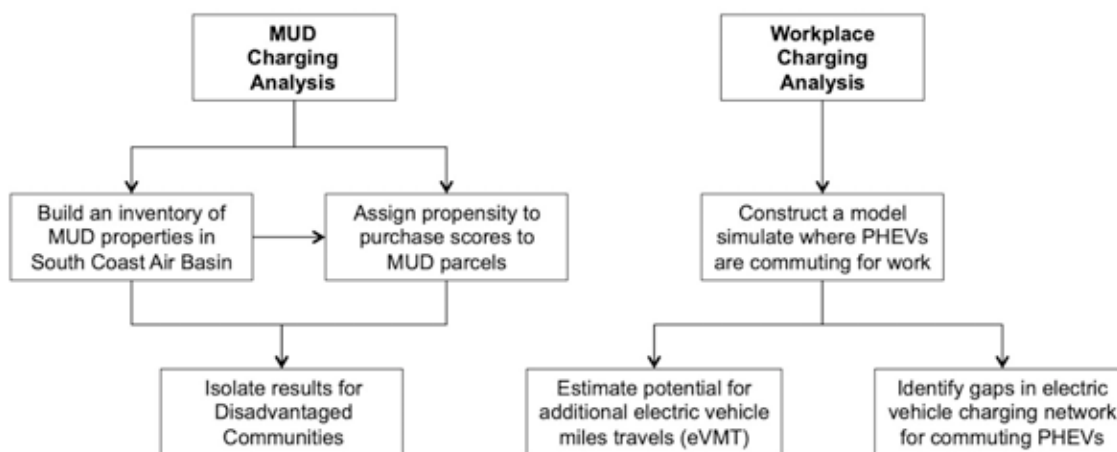 MUD
Charging
Analysis
Workplace
Charging
Analysis
Build an inventory of
MUD properties in
South Coast Air Basin
Assign propensity to
purchase scores to
MUD parcels
Construct a model
simulate where PHEVs
are commuting for work
Isolate results for
Disadvantaged
Communities
Estimate potential for
additional electric vehicle
miles travels (eVMT)
Identify gaps in electric
vehicle charging network
for commuting PHEVs